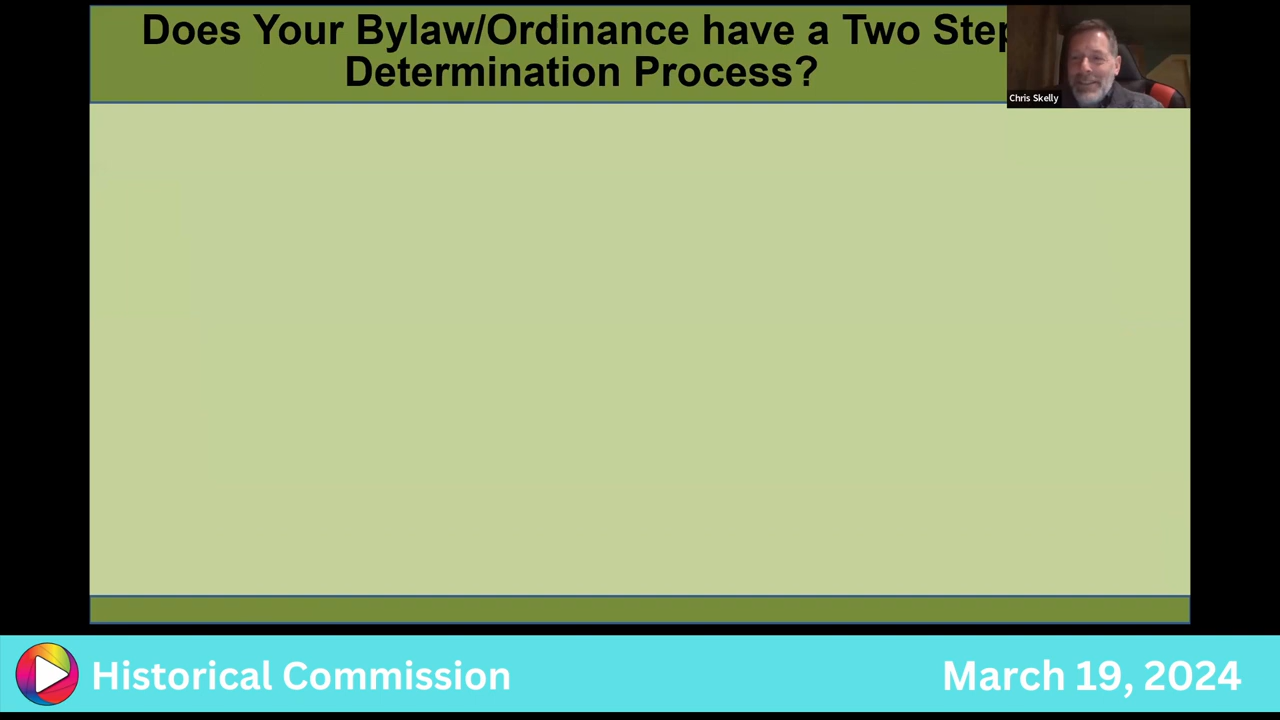 Does Your Bylaw/Ordinance have a Two Step
Determination Process?
Chris Skelly
Historical Commission
March 19, 2024